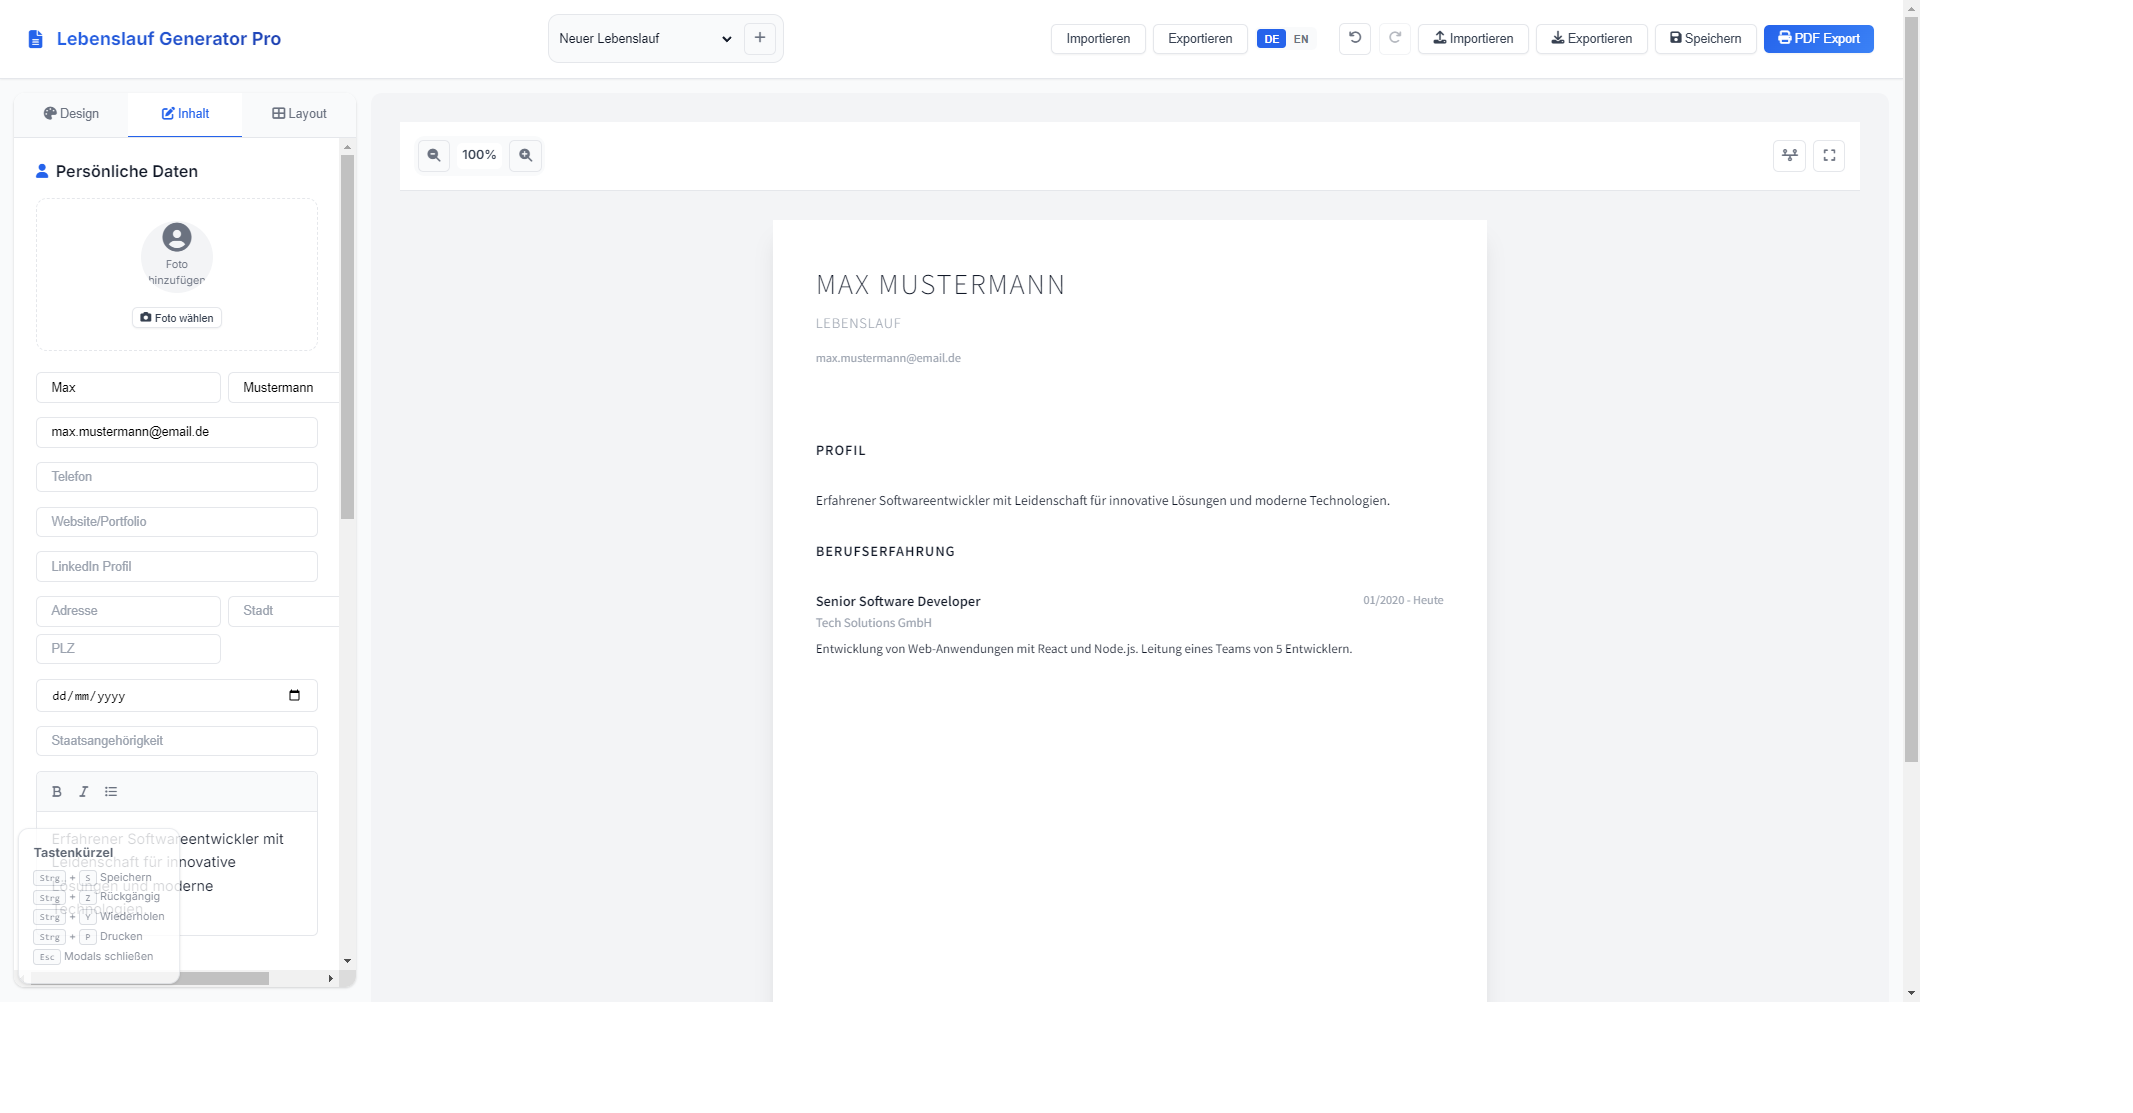 Lebenslauf Generator Pro
Neuer Lebenslauf
Importieren
Exportieren
DE
EN
Importieren
Exportieren
Speichern
PDF Export
Design
Inhalt
Layout
Persönliche Daten
Foto
hinzufügen
Foto wählen
Max
Mustermann
max.mustermann@email.de
Telefon
Website/Portfolio
LinkedIn Profil
Adresse
Stadt
PLZ
dd/mm/yyyy
Staatsangehörigkeit
B I
Erfahrener Softwareentwickler mit
Leidenschaft für innovative
Lösungen und moderne
Technologien.
Tastenkürzel
Strg + S Speichern
Strg + Z Rückgängig
Strg + Y Wiederholen
Strg + P Drucken
Esc Modals schließen
100%
MAX MUSTERMANN
LEBENSLAUF
max.mustermann@email.de
PROFIL
Erfahrener Softwareentwickler mit Leidenschaft für innovative Lösungen und moderne Technologien.
BERUFSERFAHRUNG
Senior Software Developer
01/2020 - Heute
Tech Solutions GmbH
Entwicklung von Web-Anwendungen mit React und Node.js. Leitung eines Teams von 5 Entwicklern.